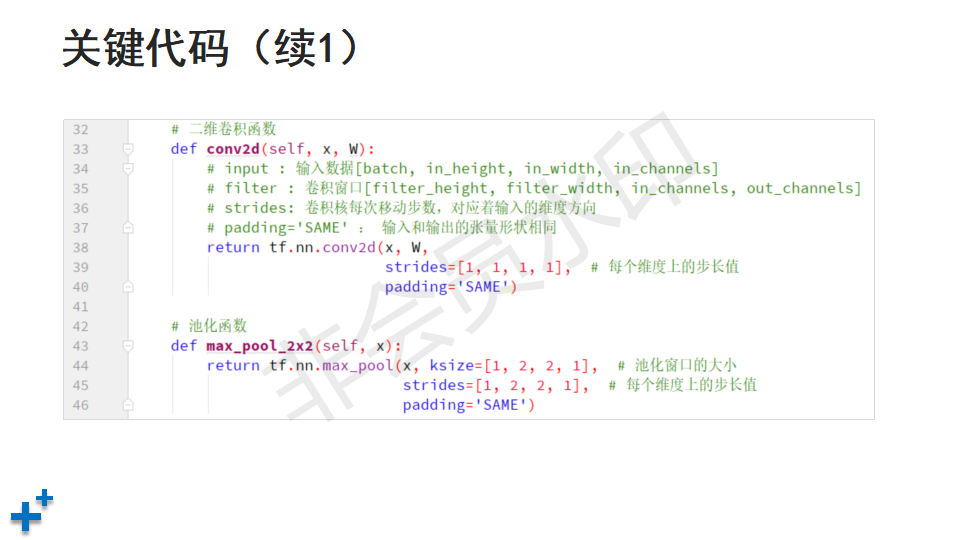 关键代码（续1）
32 # 二维卷积函数
33 def conv2d(self, x, W):
34 # input : 输入数据[batch, in_height, in_width, in_channels]
35 # filter : 卷积窗口[filter_height, filter_width, in_channels, out_channels]
36 # strides: 卷积核每次移动步数，对应着输入的维度方向
37 # padding='SAME' ： 输入和输出的张量形状相同
38 return tf.nn.conv2d(x, W,
39 strides=[1, 1, 1, 1], # 每个维度上的步长值
40 padding='SAME')
41
42 # 池化函数
43 def max_pool_2x2(self, x):
44 return tf.nn.max_pool(x, ksize=[1, 2, 2, 1], # 池化窗口的大小
45 strides=[1, 2, 2, 1], # 每个维度上的步长值
46 padding='SAME')
非会员水印